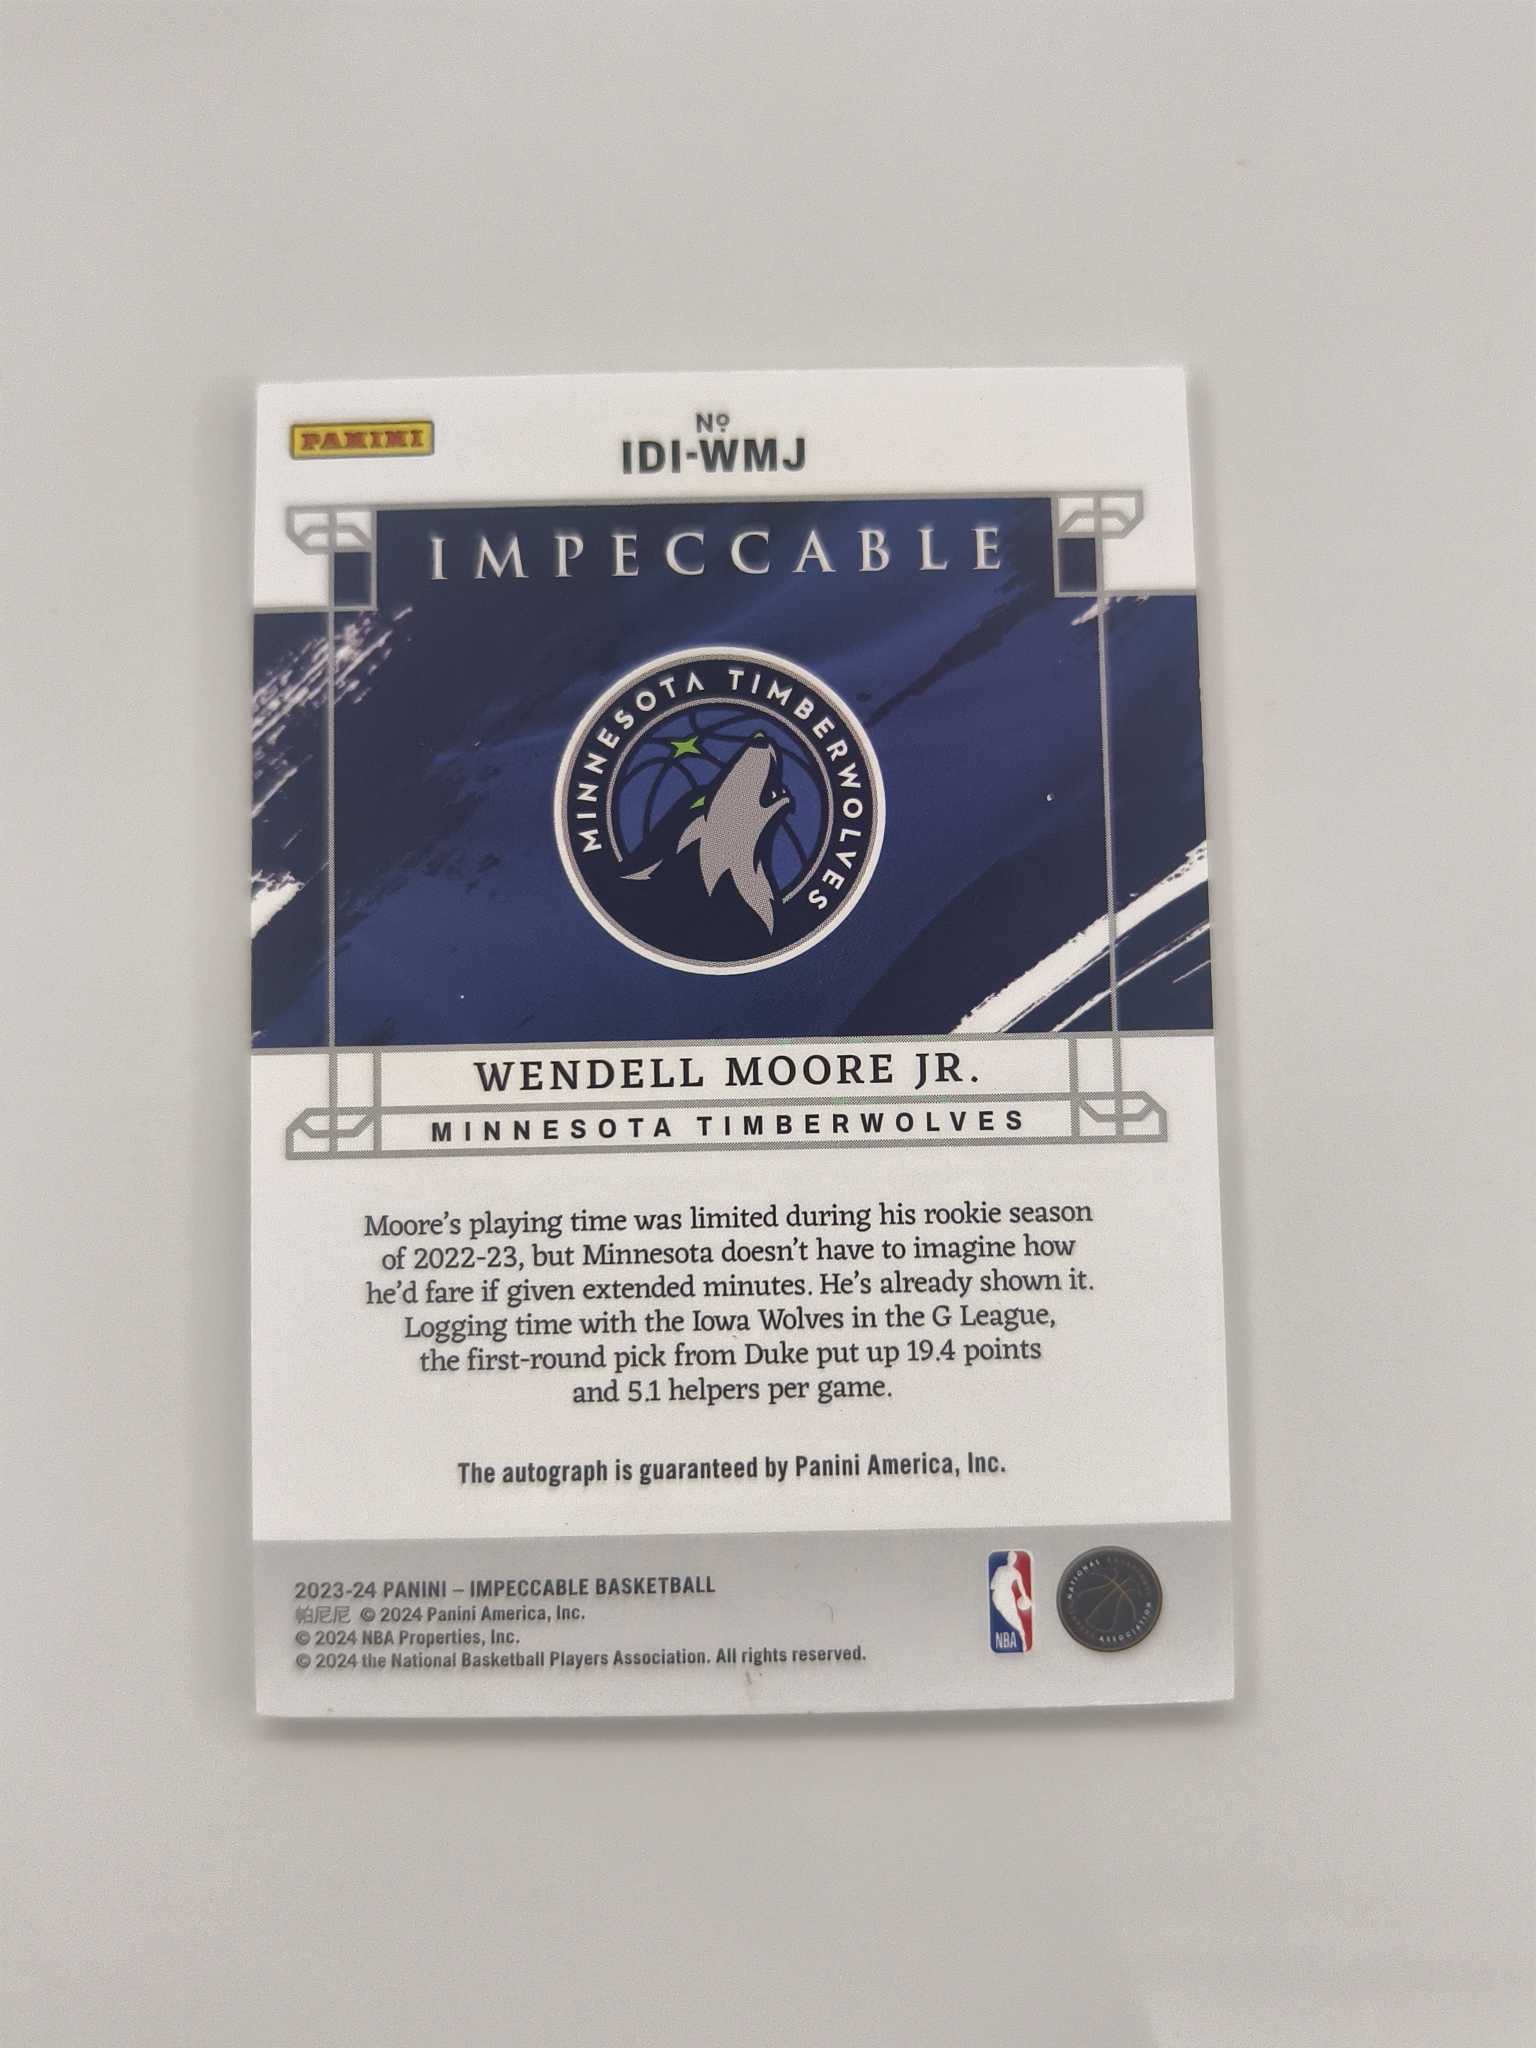 PANINI
Nº
IDI-WMJ
IMPECCABLE
MINNESOTA TIMBERWOLVES
WENDELL MOORE JR.
MINNESOTA TIMBERWOLVES
Moore's playing time was limited during his rookie season
of 2022-23, but Minnesota doesn't have to imagine how
he'd fare if given extended minutes. He's already shown it.
Logging time with the Iowa Wolves in the G League,
the first-round pick from Duke put up 19.4 points
and 5.1 helpers per game.
The autograph is guaranteed by Panini America, Inc.
2023-24 PANINI – IMPECCABLE BASKETBALL
帕尼尼 © 2024 Panini America, Inc.
© 2024 NBA Properties, Inc.
© 2024 the National Basketball Players Association. All rights reserved.
NBA
NATIONAL BASKETBALL PLAYERS ASSOCIATION